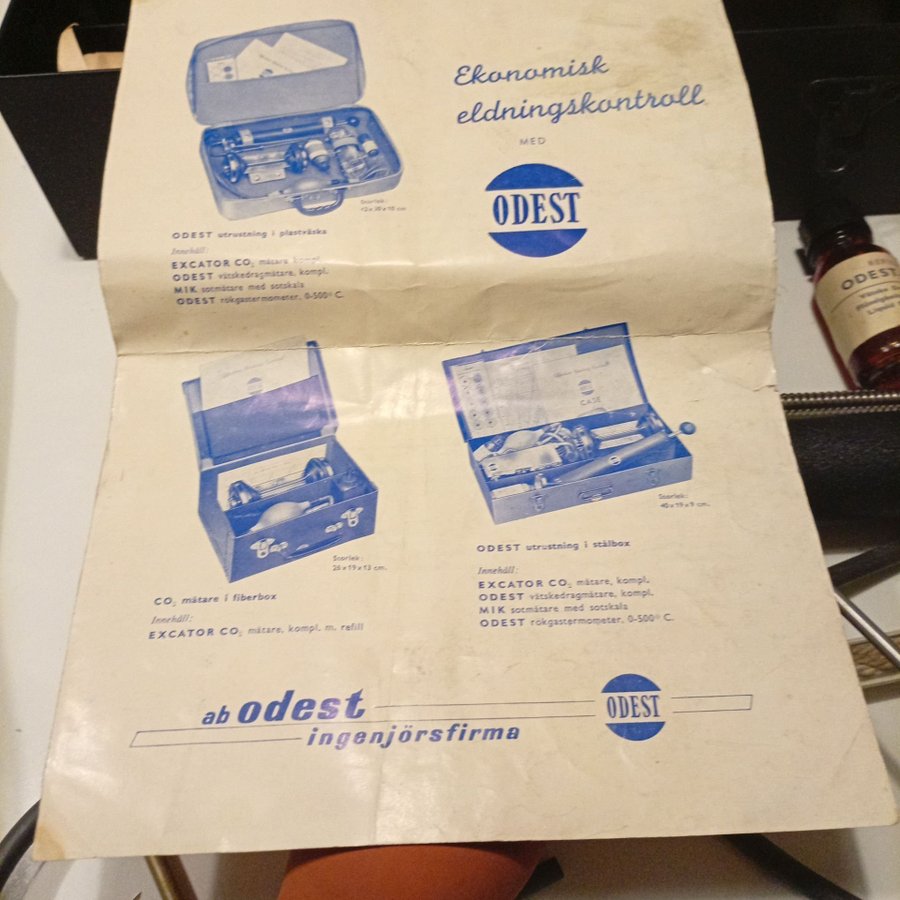 Ekonomisk
eldningskontroll
MED
ODEST
Storlek:
ODEST utrustning i plastväska
Innehåll:
EXCATOR CO₂ mätare kompl.
ODEST vätskedragmätare, kompl.
MIK sotmätare med sotskala
ODEST rökgastermometer, 0-500° C.
ODEST
CASE
Storlek:
40 x 19 x 9 cm.
Storlek:
26 x 19 x 13 cm.
CO₂ mätare i fiberbox
Innehåll:
EXCATOR CO₂ mätare, kompl. m. refill
ODEST utrustning i stålbox
Innehåll:
EXCATOR CO₂ mätare, kompl.
ODEST vätskedragmätare, kompl.
MIK sotmätare med sotskala
ODEST rökgastermometer, 0-500° C.
ab odest
ingenjörsfirma
ODEST
ODEST